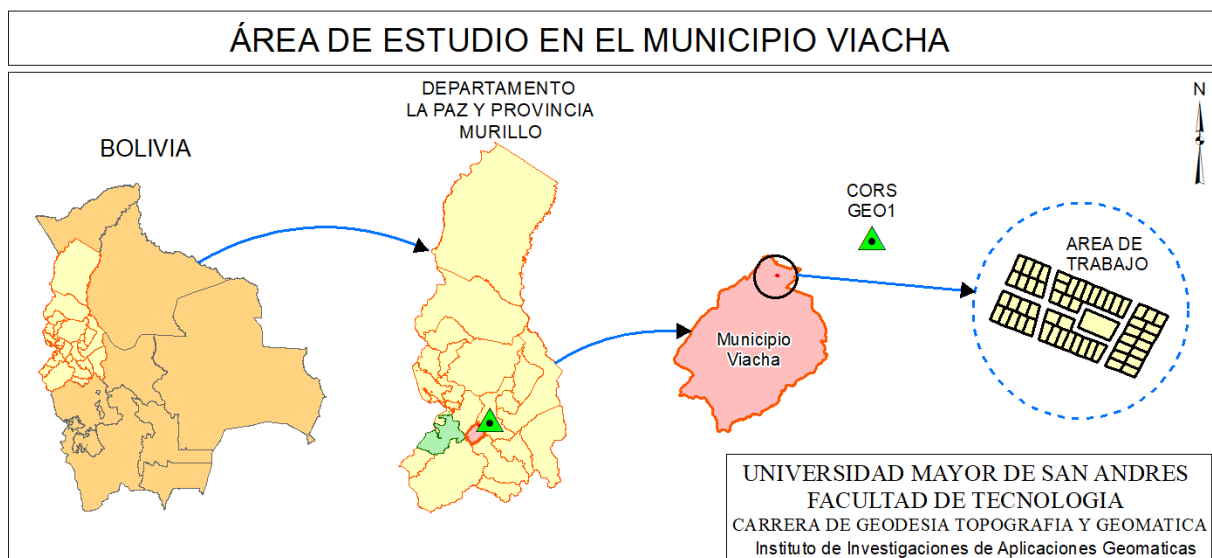 ÁREA DE ESTUDIO EN EL MUNICIPIO VIACHA
BOLIVIA
DEPARTAMENTO
LA PAZ Y PROVINCIA
MURILLO
N
CORS
GEO1
AREA DE
TRABAJO
Municipio
Viacha
UNIVERSIDAD MAYOR DE SAN ANDRES
FACULTAD DE TECNOLOGIA
CARRERA DE GEODESIA TOPOGRAFIA Y GEOMATICA
Instituto de Investigaciones de Aplicaciones Geomaticas